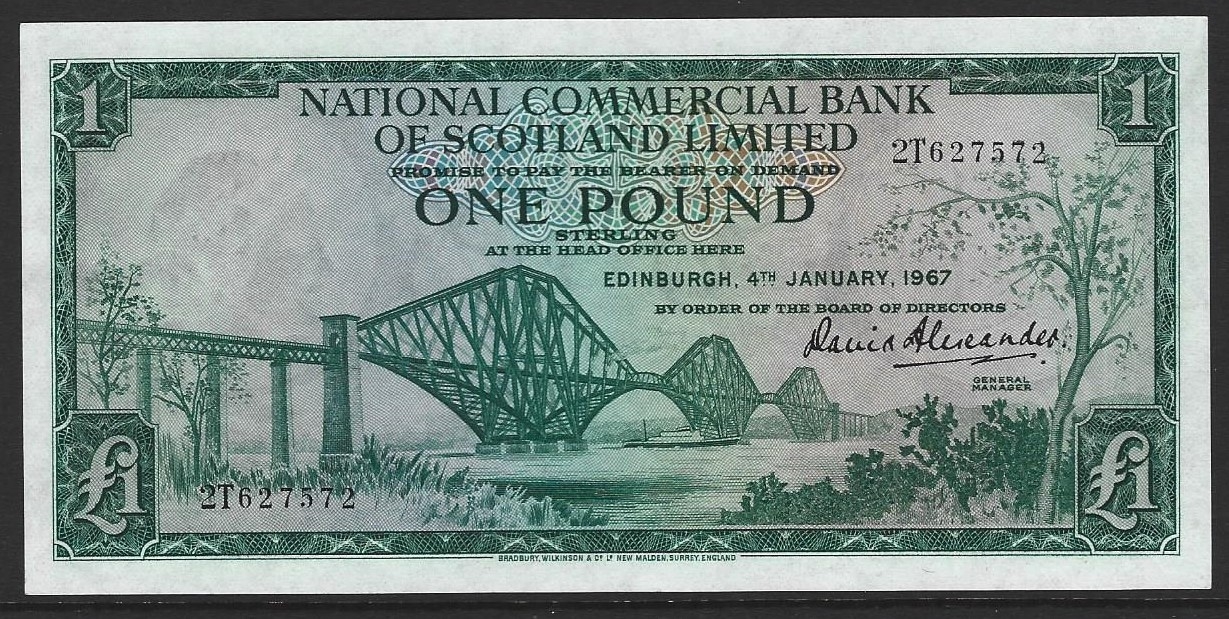 1
1
NATIONAL COMMERCIAL BANK
OF SCOTLAND LIMITED
2T627572
PROMISE TO PAY THE BEARER ON DEMAND
ONE POUND
STERLING
AT THE HEAD OFFICE HERE
EDINBURGH, 4TH JANUARY, 1967
BY ORDER OF THE BOARD OF DIRECTORS
David Alexander
GENERAL
MANAGER
£1
2T627572
£1
BRADBURY, WILKINSON & Co Ld NEW MALDEN, SURREY, ENGLAND